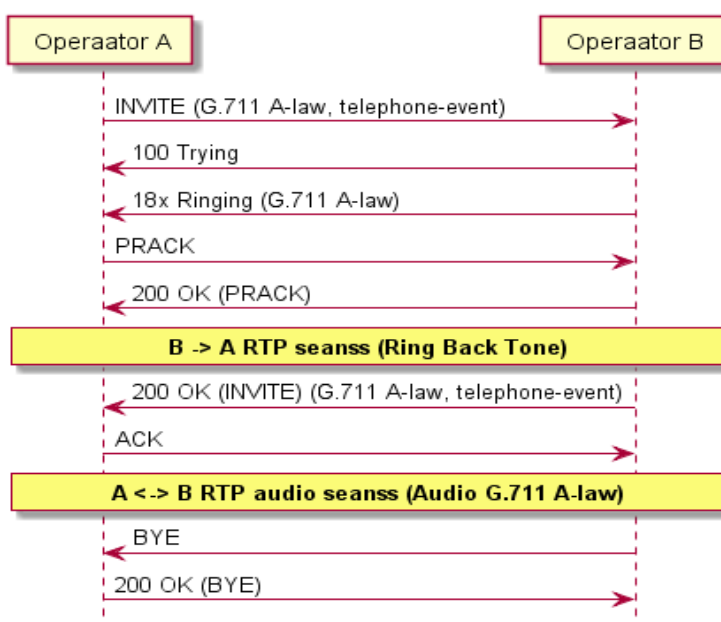 Operaator A
Operaator B
INVITE (G.711 A-law, telephone-event)
100 Trying
18x Ringing (G.711 A-law)
PRACK
200 OK (PRACK)
B -> A RTP seanss (Ring Back Tone)
200 OK (INVITE) (G.711 A-law, telephone-event)
ACK
A <-> B RTP audio seanss (Audio G.711 A-law)
BYE
200 OK (BYE)